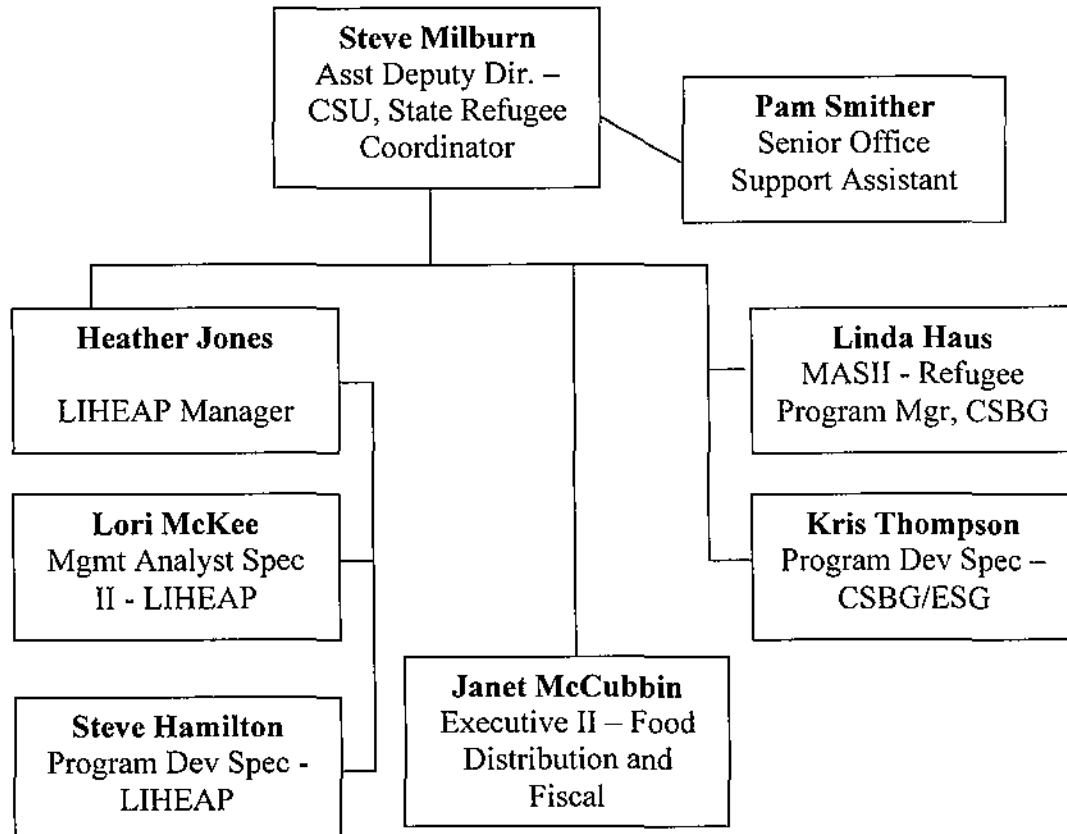 Steve Milburn
Asst Deputy Dir. –
CSU, State Refugee
Coordinator
Pam Smither
Senior Office
Support Assistant
Heather Jones
LIHEAP Manager
Linda Haus
MASII - Refugee
Program Mgr, CSBG
Lori McKee
Mgmt Analyst Spec
II - LIHEAP
Kris Thompson
Program Dev Spec –
CSBG/ESG
Steve Hamilton
Program Dev Spec -
LIHEAP
Janet McCubbin
Executive II – Food
Distribution and
Fiscal